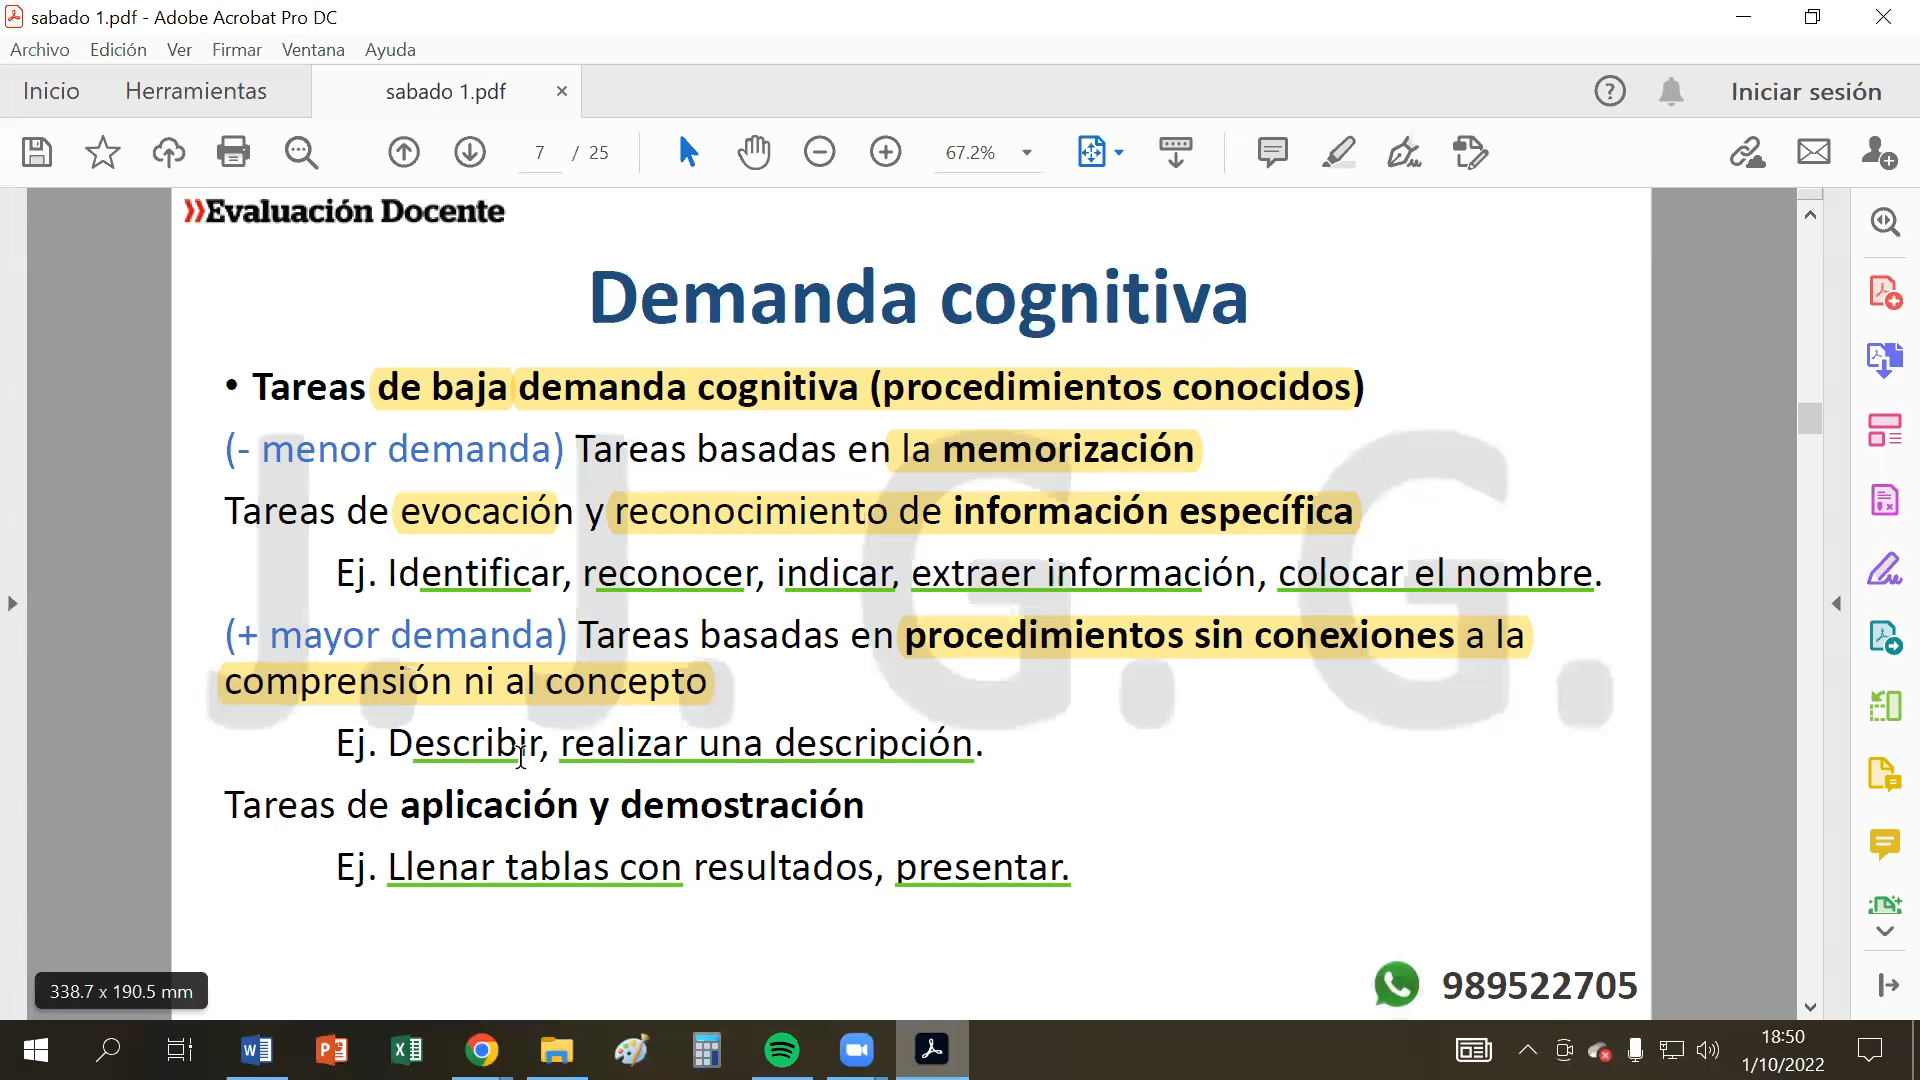 sabado 1.pdf - Adobe Acrobat Pro DC
Archivo Edición Ver Firmar Ventana Ayuda
Inicio Herramientas sabado 1.pdf × Iniciar sesión
7 / 25 67.2%
»Evaluación Docente
Demanda cognitiva
• Tareas de baja demanda cognitiva (procedimientos conocidos)
(- menor demanda) Tareas basadas en la memorización
Tareas de evocación y reconocimiento de información específica
Ej. Identificar, reconocer, indicar, extraer información, colocar el nombre.
(+ mayor demanda) Tareas basadas en procedimientos sin conexiones a la
comprensión ni al concepto
Ej. Describir, realizar una descripción.
Tareas de aplicación y demostración
Ej. Llenar tablas con resultados, presentar.
J. J. G. G.
989522705
338.7 x 190.5 mm
18:50
1/10/2022